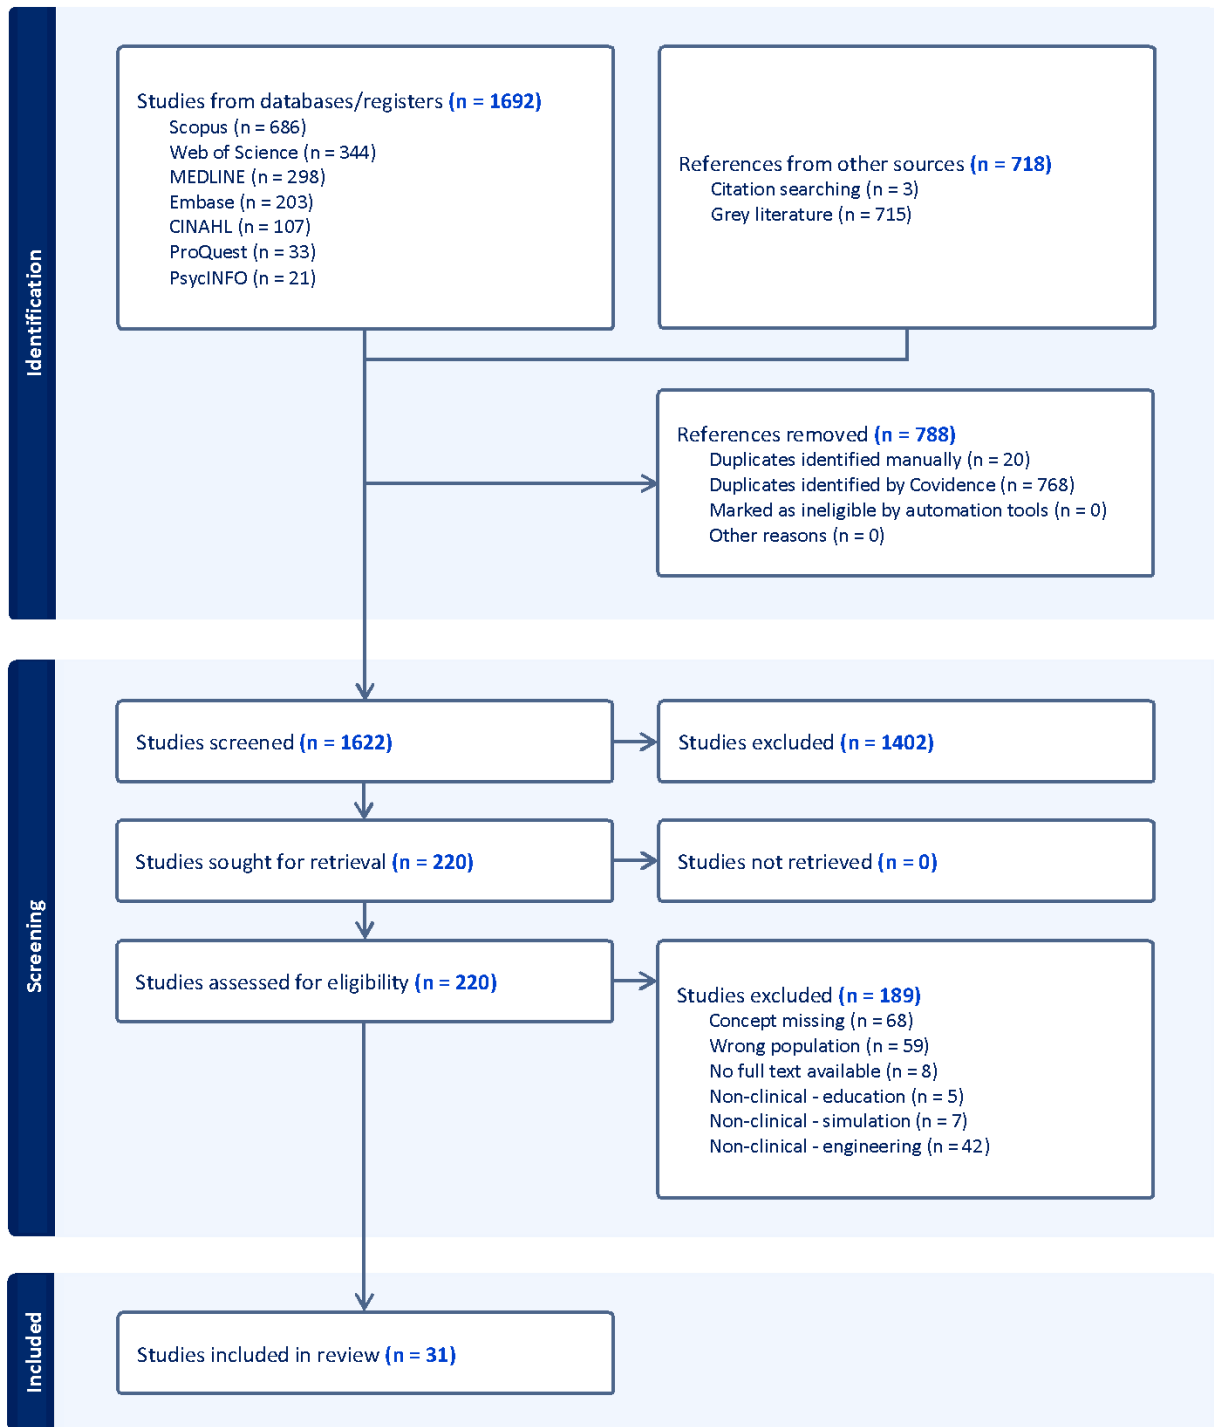 Identification
Studies from databases/registers (n = 1692)
Scopus (n = 686)
Web of Science (n = 344)
MEDLINE (n = 298)
Embase (n = 203)
CINAHL (n = 107)
ProQuest (n = 33)
PsycINFO (n = 21)
References from other sources (n = 718)
Citation searching (n = 3)
Grey literature (n = 715)
References removed (n = 788)
Duplicates identified manually (n = 20)
Duplicates identified by Covidence (n = 768)
Marked as ineligible by automation tools (n = 0)
Other reasons (n = 0)
Screening
Studies screened (n = 1622)
Studies excluded (n = 1402)
Studies sought for retrieval (n = 220)
Studies not retrieved (n = 0)
Studies assessed for eligibility (n = 220)
Studies excluded (n = 189)
Concept missing (n = 68)
Wrong population (n = 59)
No full text available (n = 8)
Non-clinical - education (n = 5)
Non-clinical - simulation (n = 7)
Non-clinical - engineering (n = 42)
Included
Studies included in review (n = 31)